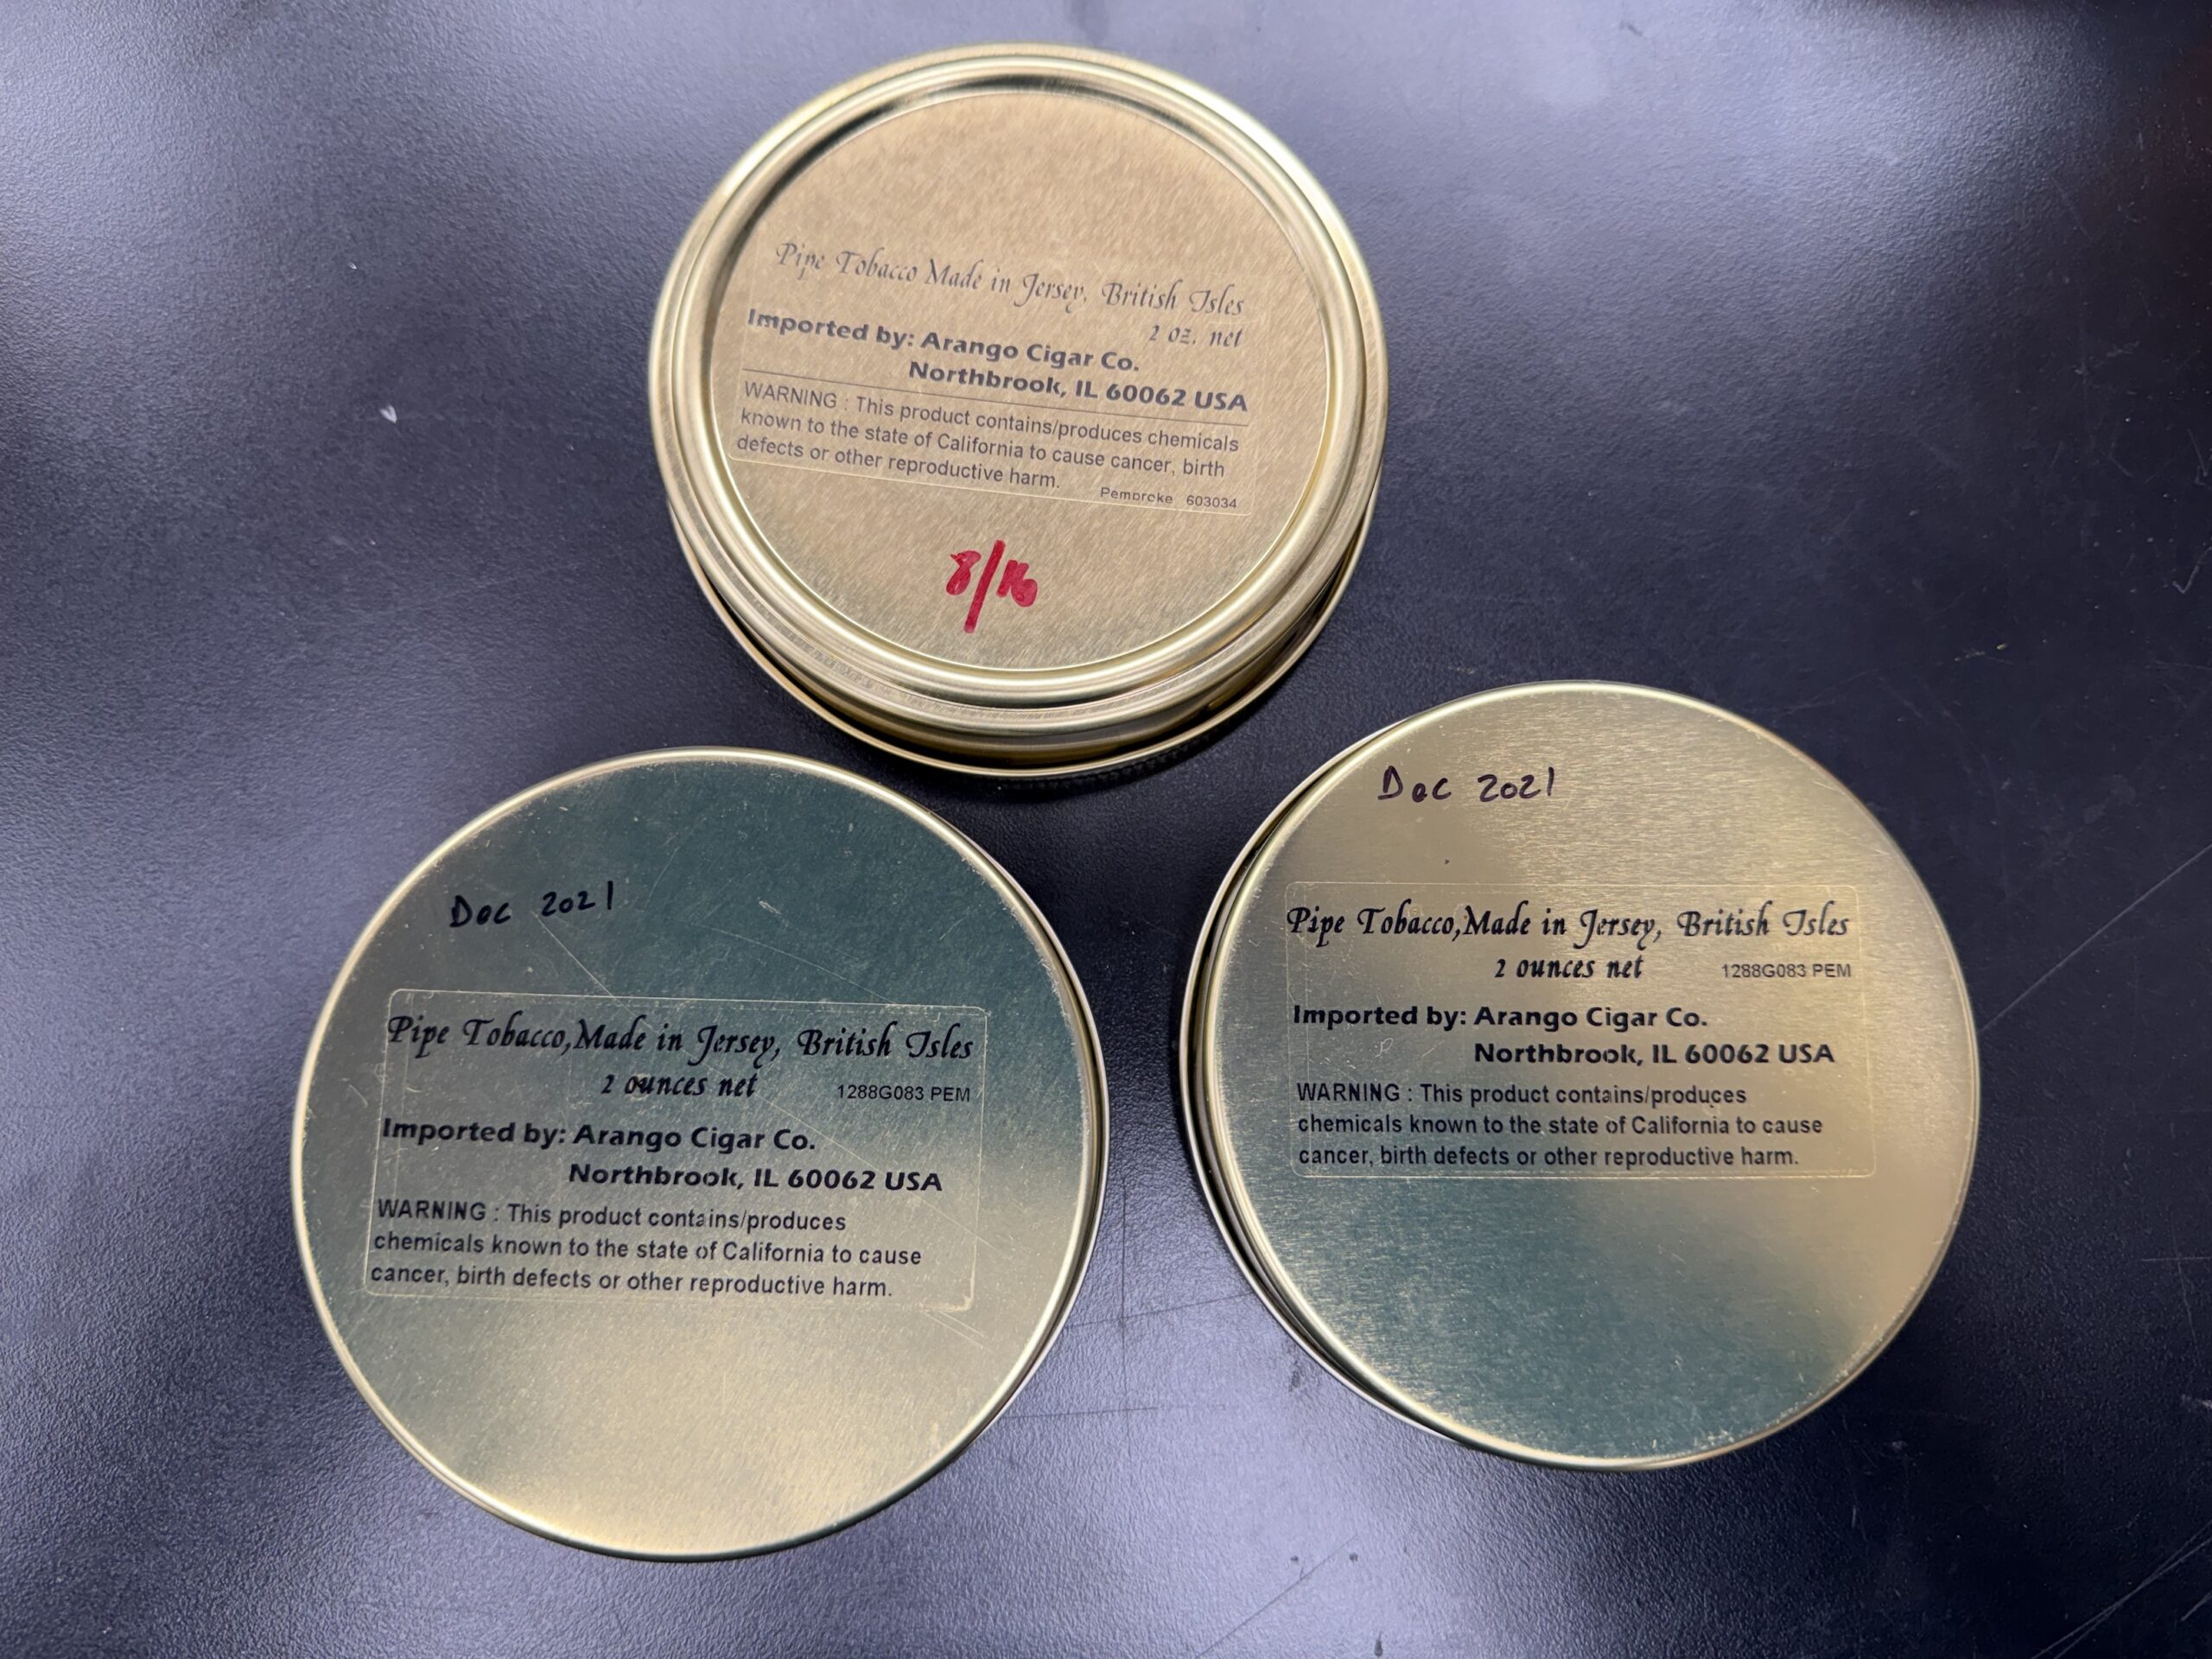 Pipe Tobacco Made in Jersey, British Isles
2 oz. net
Imported by: Arango Cigar Co.
Northbrook, IL 60062 USA
WARNING : This product contains/produces chemicals
known to the state of California to cause cancer, birth
defects or other reproductive harm.
Pembroke 603034
8/16
Dec 2021
Pipe Tobacco,Made in Jersey, British Isles
2 ounces net 1288G083 PEM
Imported by: Arango Cigar Co.
Northbrook, IL 60062 USA
WARNING : This product contains/produces
chemicals known to the state of California to cause
cancer, birth defects or other reproductive harm.
Dec 2021
Pipe Tobacco,Made in Jersey, British Isles
2 ounces net 1288G083 PEM
Imported by: Arango Cigar Co.
Northbrook, IL 60062 USA
WARNING : This product contains/produces
chemicals known to the state of California to cause
cancer, birth defects or other reproductive harm.